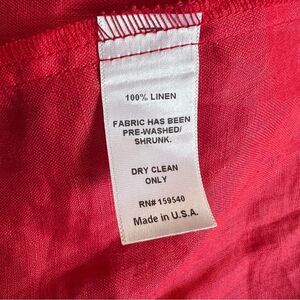 100% LINEN
FABRIC HAS BEEN
PRE-WASHED/
SHRUNK.
DRY CLEAN
ONLY
RN# 159540
Made in U.S.A.